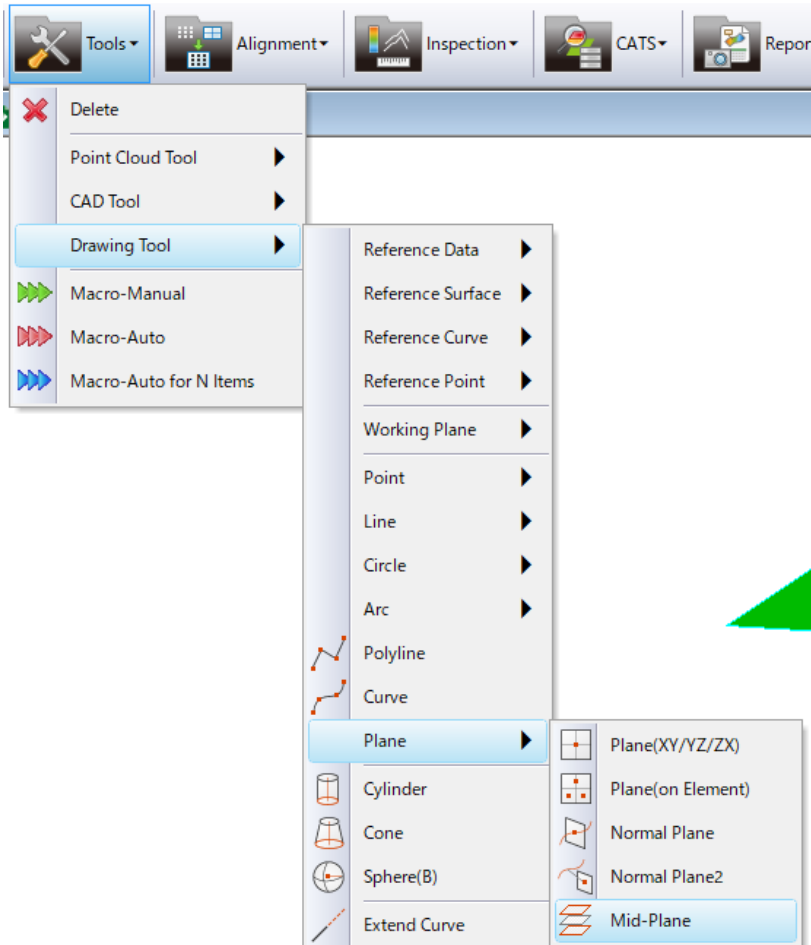 Tools Alignment Inspection CATS Repor
Delete
Point Cloud Tool
CAD Tool
Drawing Tool
Macro-Manual
Macro-Auto
Macro-Auto for N Items
Reference Data
Reference Surface
Reference Curve
Reference Point
Working Plane
Point
Line
Circle
Arc
Polyline
Curve
Plane
Cylinder
Cone
Sphere(B)
Extend Curve
Plane(XY/YZ/ZX)
Plane(on Element)
Normal Plane
Normal Plane2
Mid-Plane